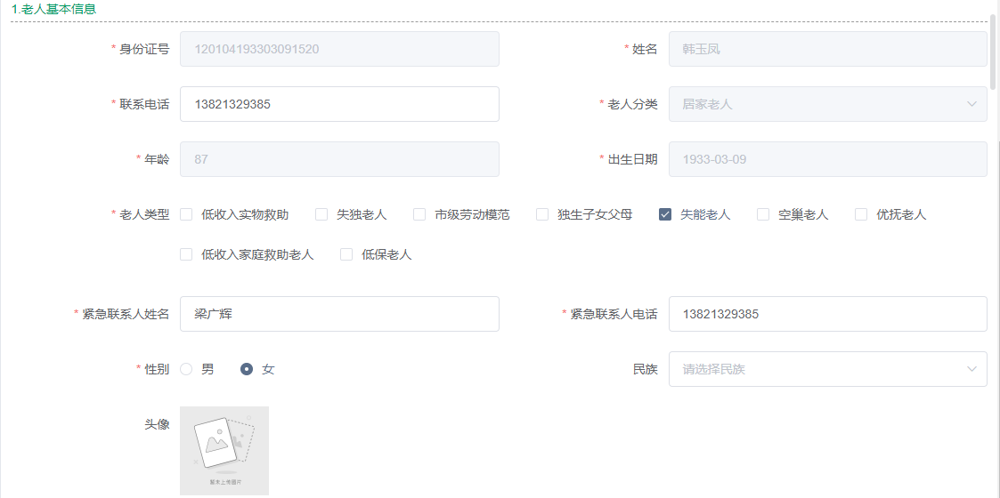 1.老人基本信息
* 身份证号 120104193303091520 * 姓名 韩玉凤
* 联系电话 13821329385 * 老人分类 居家老人
* 年龄 87 * 出生日期 1933-03-09
* 老人类型 低收入实物救助 失独老人 市级劳动模范 独生子女父母 失能老人 空巢老人 优抚老人
低收入家庭救助老人 低保老人
* 紧急联系人姓名 梁广辉 * 紧急联系人电话 13821329385
* 性别 男 女 民族 请选择民族
头像
暂未上传图片